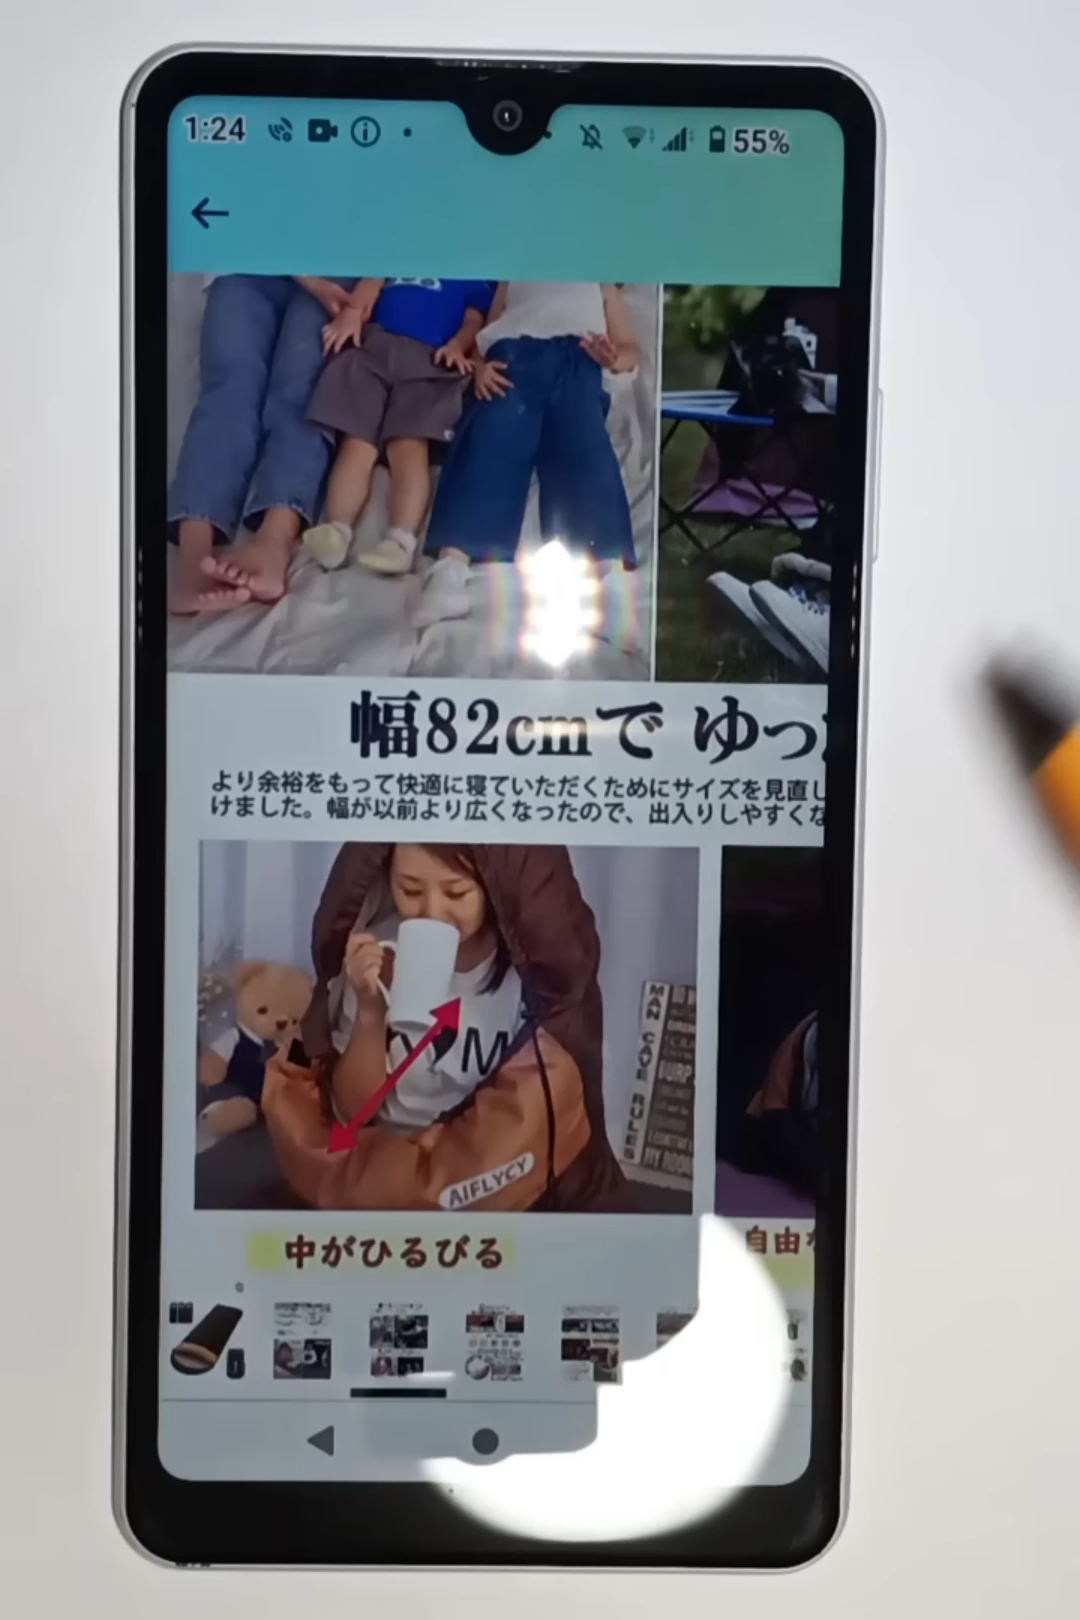 1:24
55%
幅82cmで ゆっ
より余裕をもって快適に寝ていただくためにサイズを見直し
けました。幅が以前より広くなったので、出入りしやすくな
M
MAN CAVE RULES
AIFLYCY
中がひるびる
自由な